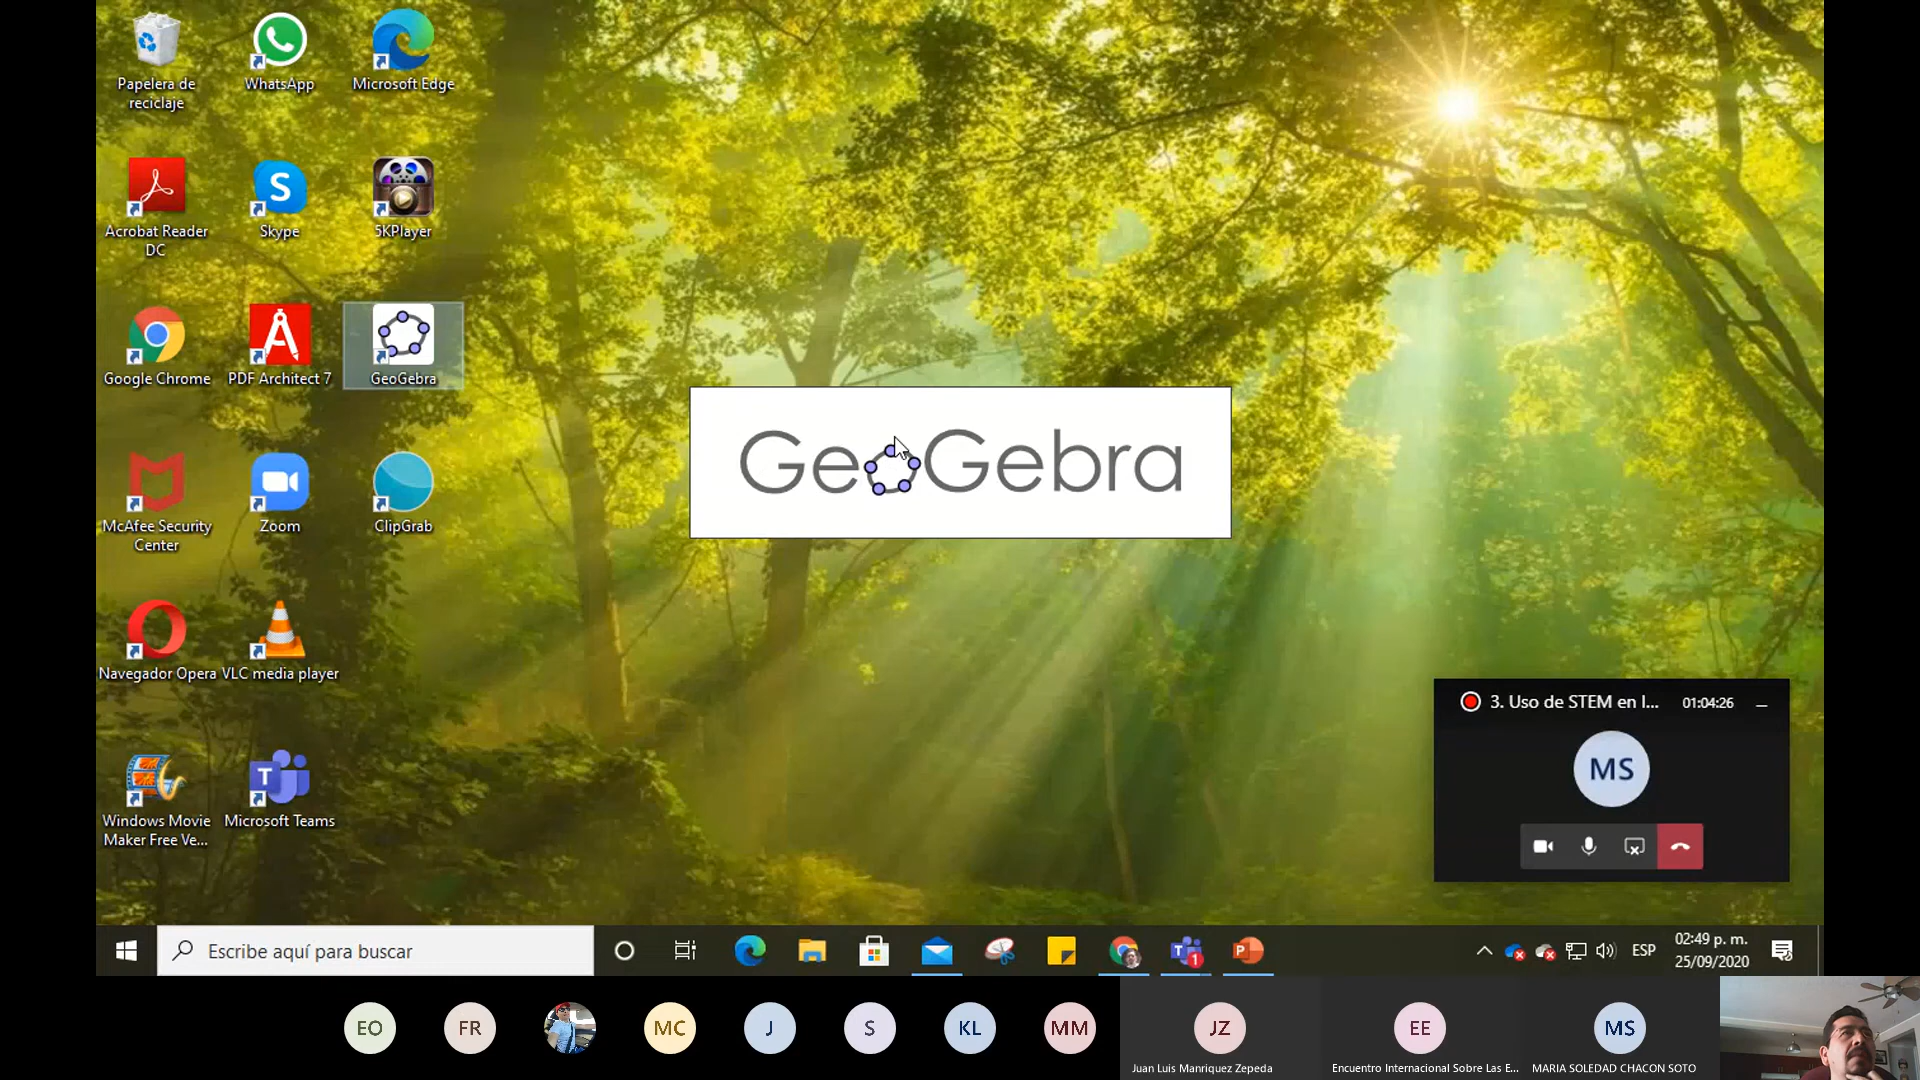 Papelera de
reciclaje
WhatsApp
Microsoft Edge
Acrobat Reader
DC
S
Skype
5KPlayer
Google Chrome
PDF Architect 7
GeoGebra
GeoGebra
McAfee Security
Center
Zoom
ClipGrab
Navegador Opera
VLC media player
Windows Movie
Maker Free Ve...
T
Microsoft Teams
3. Uso de STEM en l...
01:04:26
MS
Escribe aquí para buscar
T
1
P
ESP
02:49 p. m.
25/09/2020
EO
FR
MC
J
S
KL
MM
JZ
Juan Luis Manriquez Zepeda
EE
Encuentro Internacional Sobre Las E...
MS
MARIA SOLEDAD CHACON SOTO